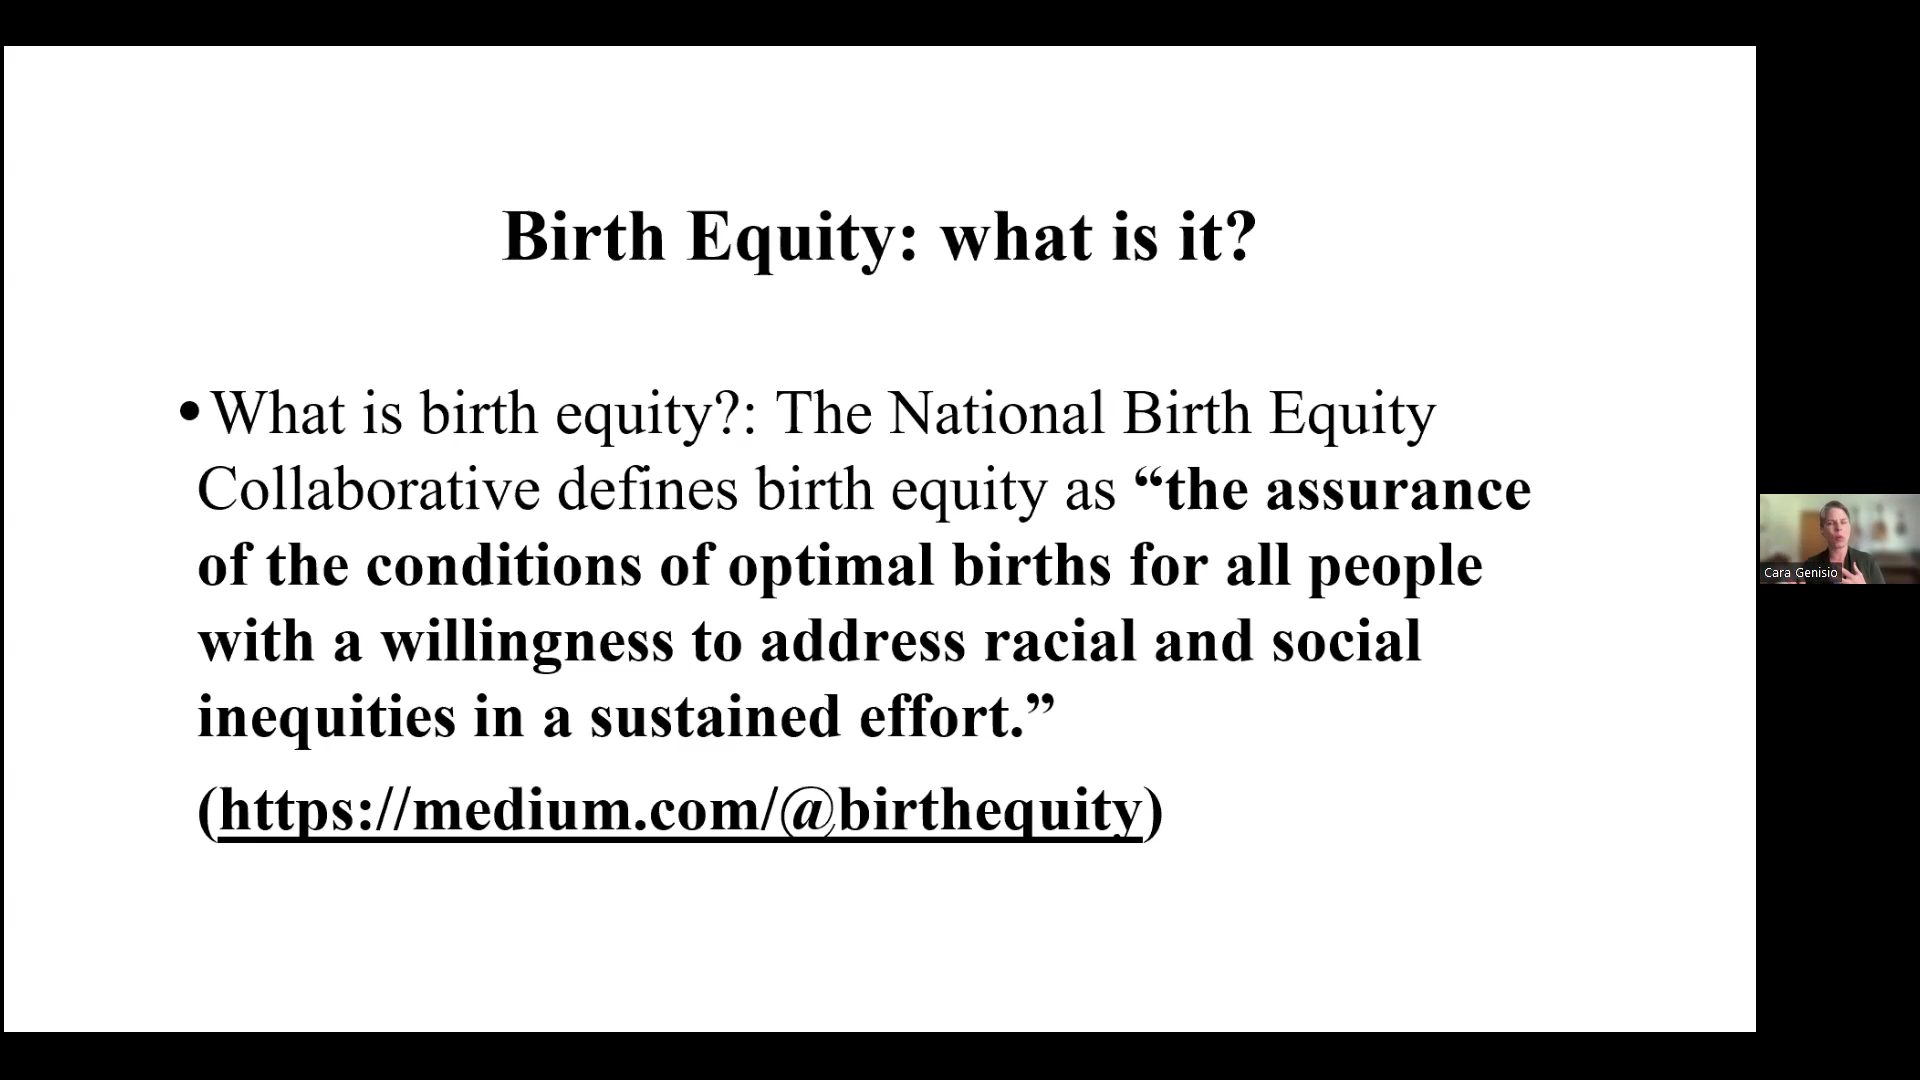 Birth Equity: what is it?
•What is birth equity?: The National Birth Equity
Collaborative defines birth equity as “the assurance
of the conditions of optimal births for all people
with a willingness to address racial and social
inequities in a sustained effort.”
(https://medium.com/@birthequity)
Cara Genisio